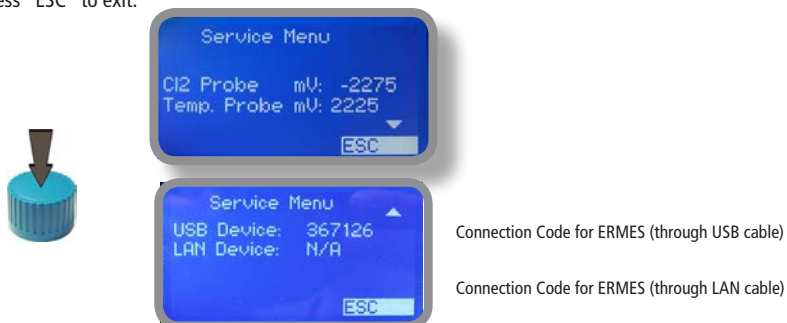 ess "ESC" to exit.
Service Menu
Cl2 Probe mV: -2275
Temp. Probe mV: 2225
ESC
Service Menu
USB Device: 367126
LAN Device: N/A
ESC
Connection Code for ERMES (through USB cable)
Connection Code for ERMES (through LAN cable)